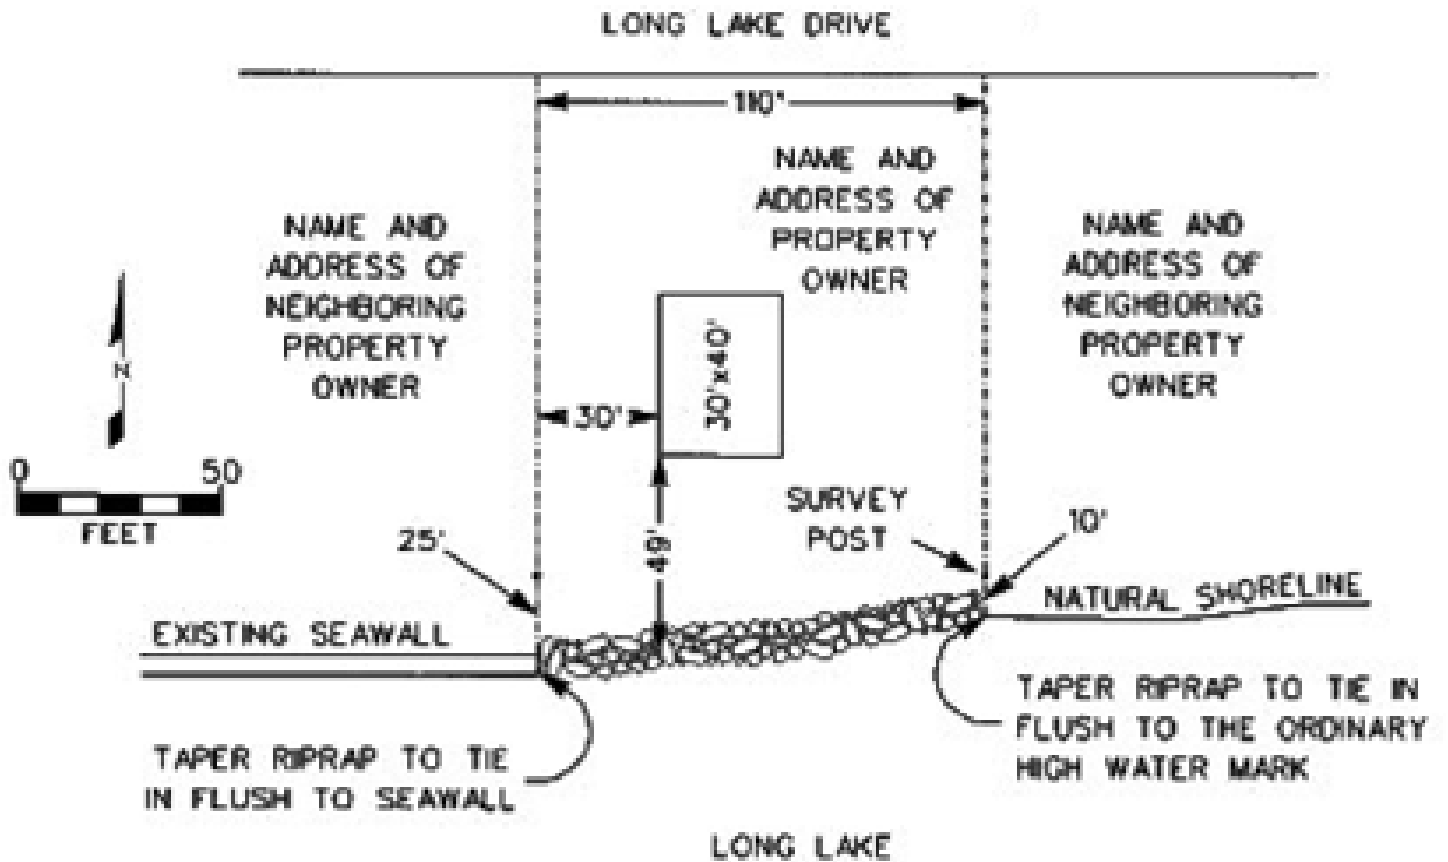 LONG LAKE DRIVE
110'
NAME AND
ADDRESS OF
PROPERTY
OWNER
NAME AND
ADDRESS OF
NEIGHBORING
PROPERTY
OWNER
NAME AND
ADDRESS OF
NEIGHBORING
PROPERTY
OWNER
N
30'x40'
30'
0 50
FEET
49'
SURVEY
POST
25'
10'
EXISTING SEAWALL
NATURAL SHORELINE
TAPER RIPRAP TO TIE
IN FLUSH TO SEAWALL
TAPER RIPRAP TO TIE IN
FLUSH TO THE ORDINARY
HIGH WATER MARK
LONG LAKE